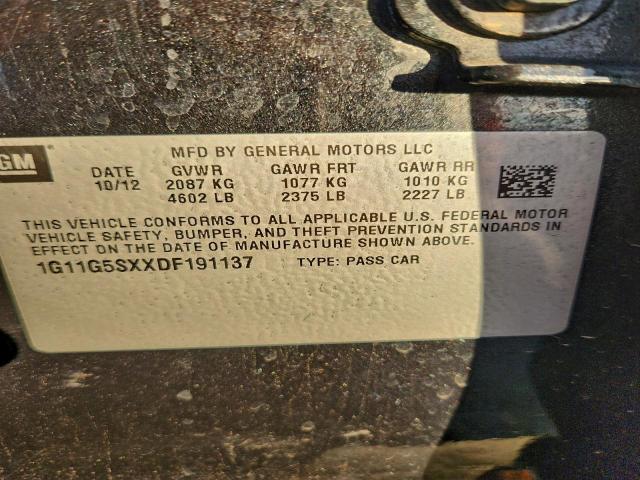 GM
MFD BY GENERAL MOTORS LLC
DATE GVWR GAWR FRT GAWR RR
10/12 2087 KG 1077 KG 1010 KG
4602 LB 2375 LB 2227 LB
THIS VEHICLE CONFORMS TO ALL APPLICABLE U.S. FEDERAL MOTOR
VEHICLE SAFETY, BUMPER, AND THEFT PREVENTION STANDARDS IN
EFFECT ON THE DATE OF MANUFACTURE SHOWN ABOVE.
1G11G5SXXDF191137 TYPE: PASS CAR